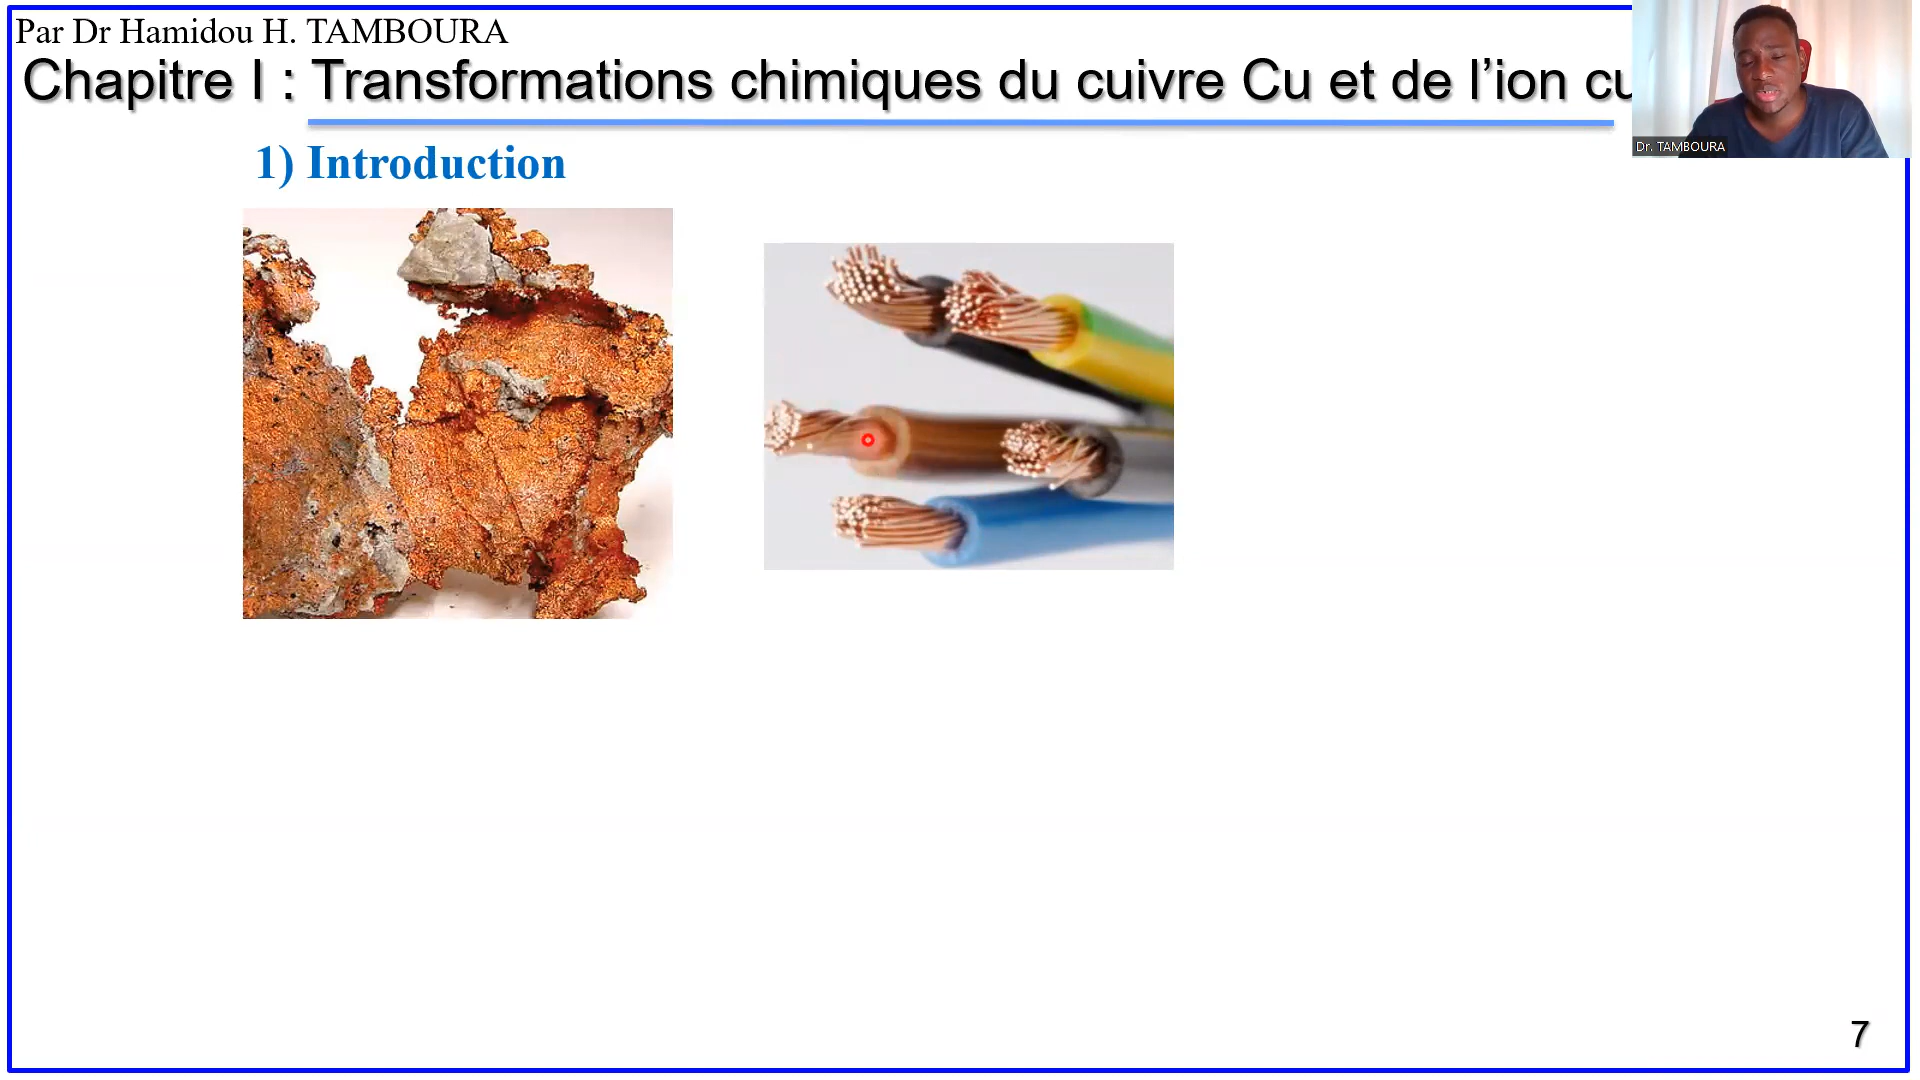 Par Dr Hamidou H. TAMBOURA
Chapitre I : Transformations chimiques du cuivre Cu et de l’ion cu
Dr. TAMBOURA
1) Introduction
7